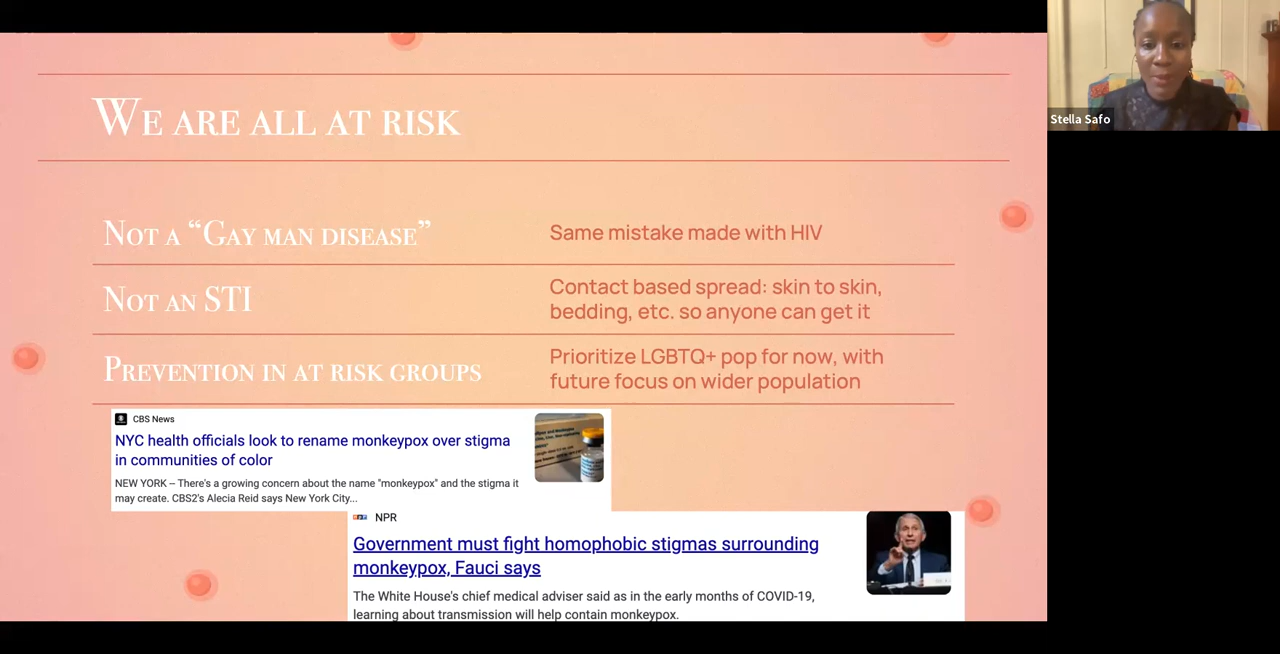 We are all at risk
Not a “Gay man disease”
Same mistake made with HIV
Not an STI
Contact based spread: skin to skin,
bedding, etc. so anyone can get it
Prevention in at risk groups
Prioritize LGBTQ+ pop for now, with
future focus on wider population
CBS News
NYC health officials look to rename monkeypox over stigma
in communities of color
NEW YORK – There's a growing concern about the name "monkeypox" and the stigma it
may create. CBS2's Alecia Reid says New York City...
NPR
Government must fight homophobic stigmas surrounding
monkeypox, Fauci says
The White House's chief medical adviser said as in the early months of COVID-19,
learning about transmission will help contain monkeypox.
Stella Safo